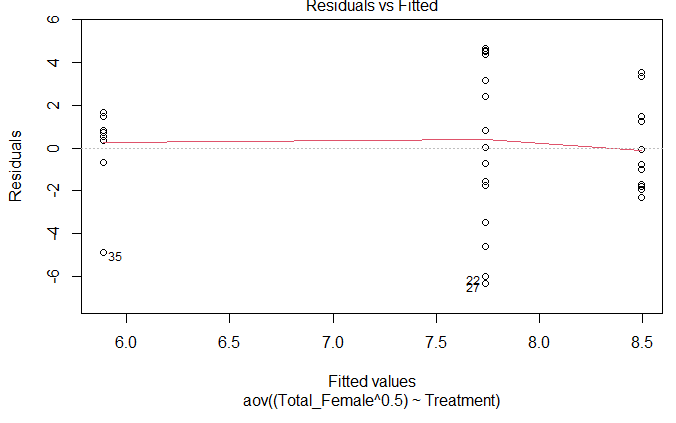 Residuals vs Fitted
6
4
2
0
-2
-4
-6
Residuals
35
22
27
6.0 6.5 7.0 7.5 8.0 8.5
Fitted values
aov((Total_Female^0.5) ~ Treatment)